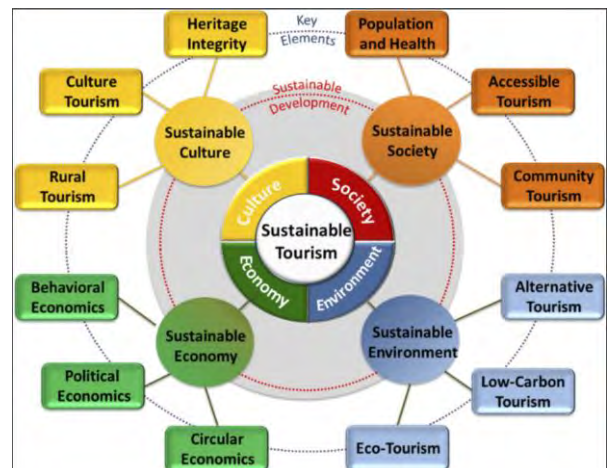 Heritage
Integrity
Key
Elements
Population
and Health
Culture
Tourism
Sustainable
Development
Accessible
Tourism
Sustainable
Culture
Sustainable
Society
Rural
Tourism
Community
Tourism
Culture
Society
Sustainable
Tourism
Economy
Environment
Behavioral
Economics
Alternative
Tourism
Sustainable
Economy
Sustainable
Environment
Political
Economics
Low-Carbon
Tourism
Circular
Economics
Eco-Tourism